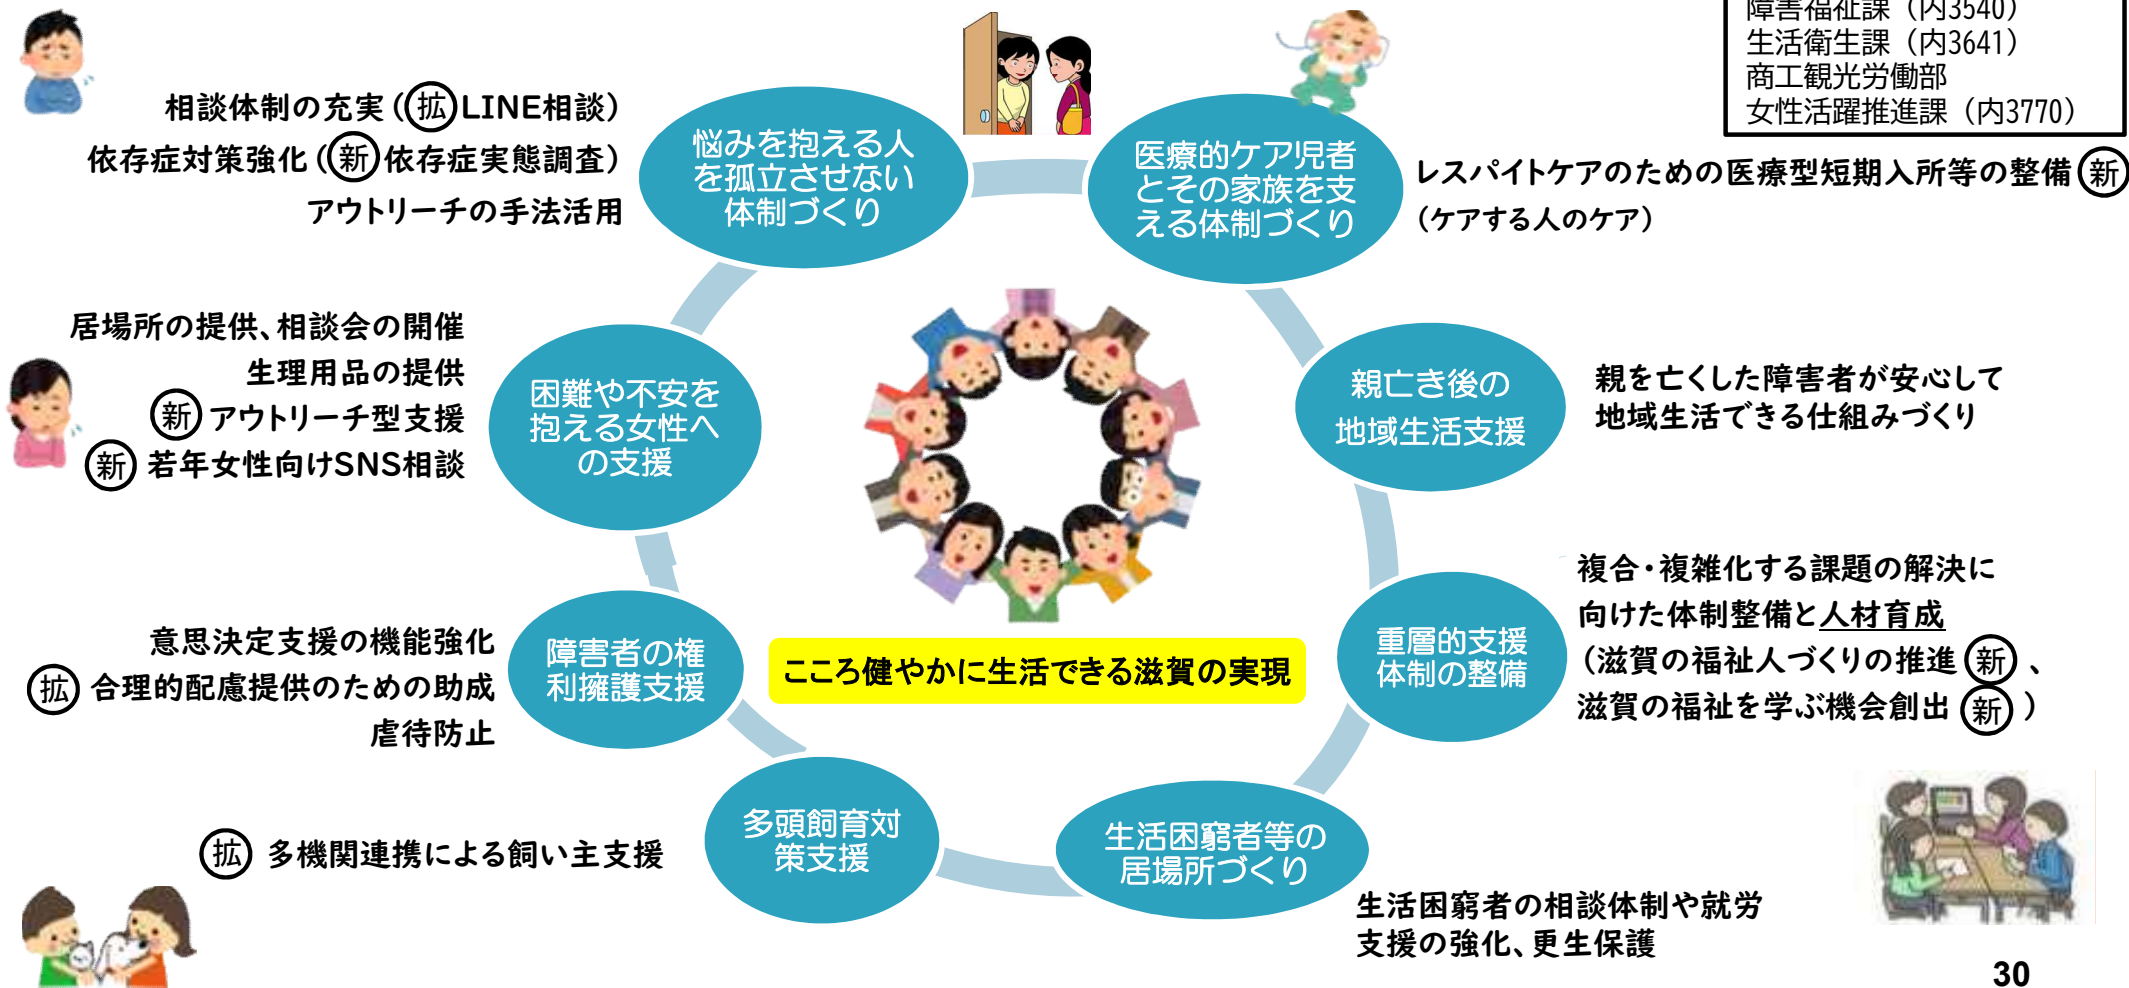 障害福祉課（内3540）
生活衛生課（内3641）
商工観光労働部
女性活躍推進課（内3770）
相談体制の充実（拡LINE相談）
依存症対策強化（新依存症実態調査）
アウトリーチの手法活用
悩みを抱える人
を孤立させない
体制づくり
医療的ケア児者
とその家族を支
える体制づくり
レスパイトケアのための医療型短期入所等の整備新
（ケアする人のケア）
居場所の提供、相談会の開催
生理用品の提供
新アウトリーチ型支援
新 若年女性向けSNS相談
困難や不安を
抱える女性へ
の支援
親亡き後の
地域生活支援
親を亡くした障害者が安心して
地域生活できる仕組みづくり
意思決定支援の機能強化
拡 合理的配慮提供のための助成
虐待防止
障害者の権
利擁護支援
こころ健やかに生活できる滋賀の実現
重層的支援
体制の整備
複合・複雑化する課題の解決に
向けた体制整備と人材育成
（滋賀の福祉人づくりの推進新、
滋賀の福祉を学ぶ機会創出新）
拡 多機関連携による飼い主支援
多頭飼育対
策支援
生活困窮者等の
居場所づくり
生活困窮者の相談体制や就労
支援の強化、更生保護
30